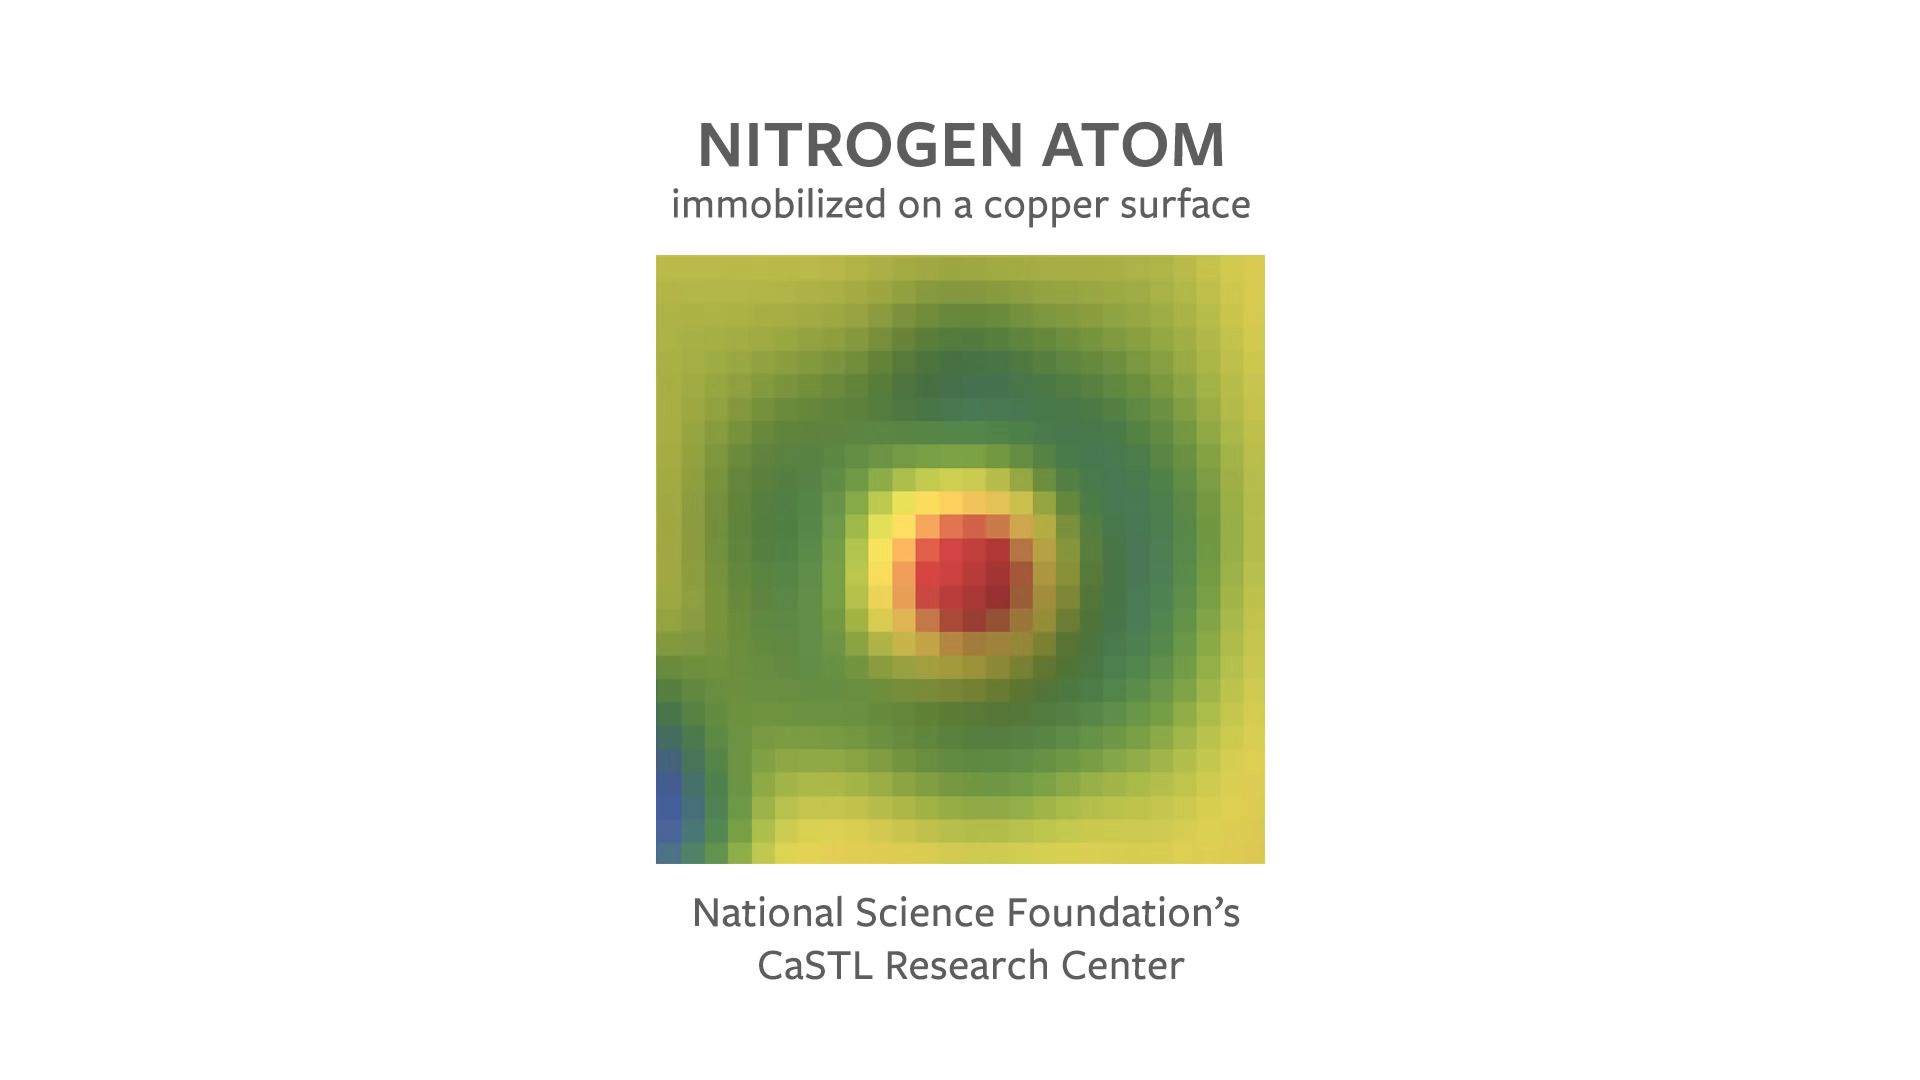 NITROGEN ATOM
immobilized on a copper surface
National Science Foundation’s
CaSTL Research Center